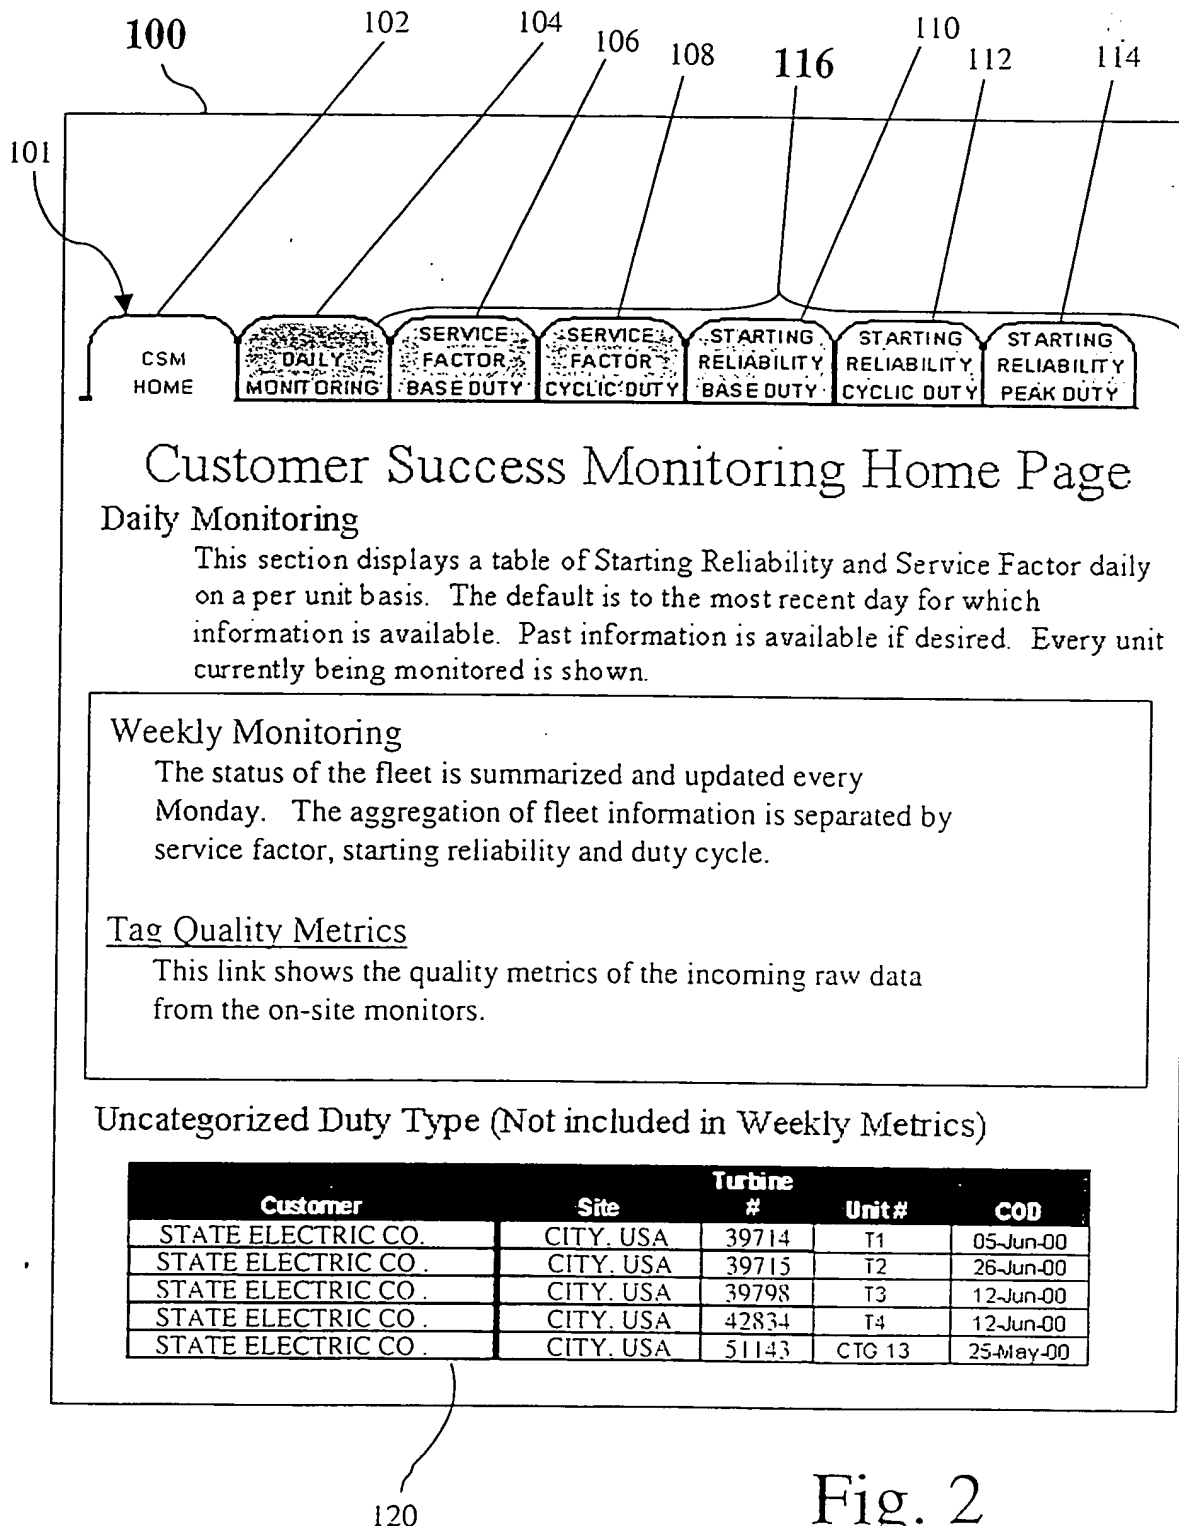 100
102
104
106
108
116
110
112
114
101
CSM
HOME
DAILY
MONITORING
SERVICE
FACTOR
BASE DUTY
SERVICE
FACTOR
CYCLIC DUTY
STARTING
RELIABILITY
BASE DUTY
STARTING
RELIABILITY
CYCLIC DUTY
STARTING
RELIABILITY
PEAK DUTY
Customer Success Monitoring Home Page
Daily Monitoring
This section displays a table of Starting Reliability and Service Factor daily
on a per unit basis. The default is to the most recent day for which
information is available. Past information is available if desired. Every unit
currently being monitored is shown.
Weekly Monitoring
The status of the fleet is summarized and updated every
Monday. The aggregation of fleet information is separated by
service factor, starting reliability and duty cycle.
Tag Quality Metrics
This link shows the quality metrics of the incoming raw data
from the on-site monitors.
Uncategorized Duty Type (Not included in Weekly Metrics)
Customer Site Turbine # Unit # COD
STATE ELECTRIC CO. CITY, USA 39714 T1 05-Jun-00
STATE ELECTRIC CO. CITY, USA 39715 T2 26-Jun-00
STATE ELECTRIC CO. CITY, USA 39798 T3 12-Jun-00
STATE ELECTRIC CO. CITY, USA 42834 T4 12-Jun-00
STATE ELECTRIC CO. CITY, USA 51143 CTG 13 25-May-00
120
Fig. 2